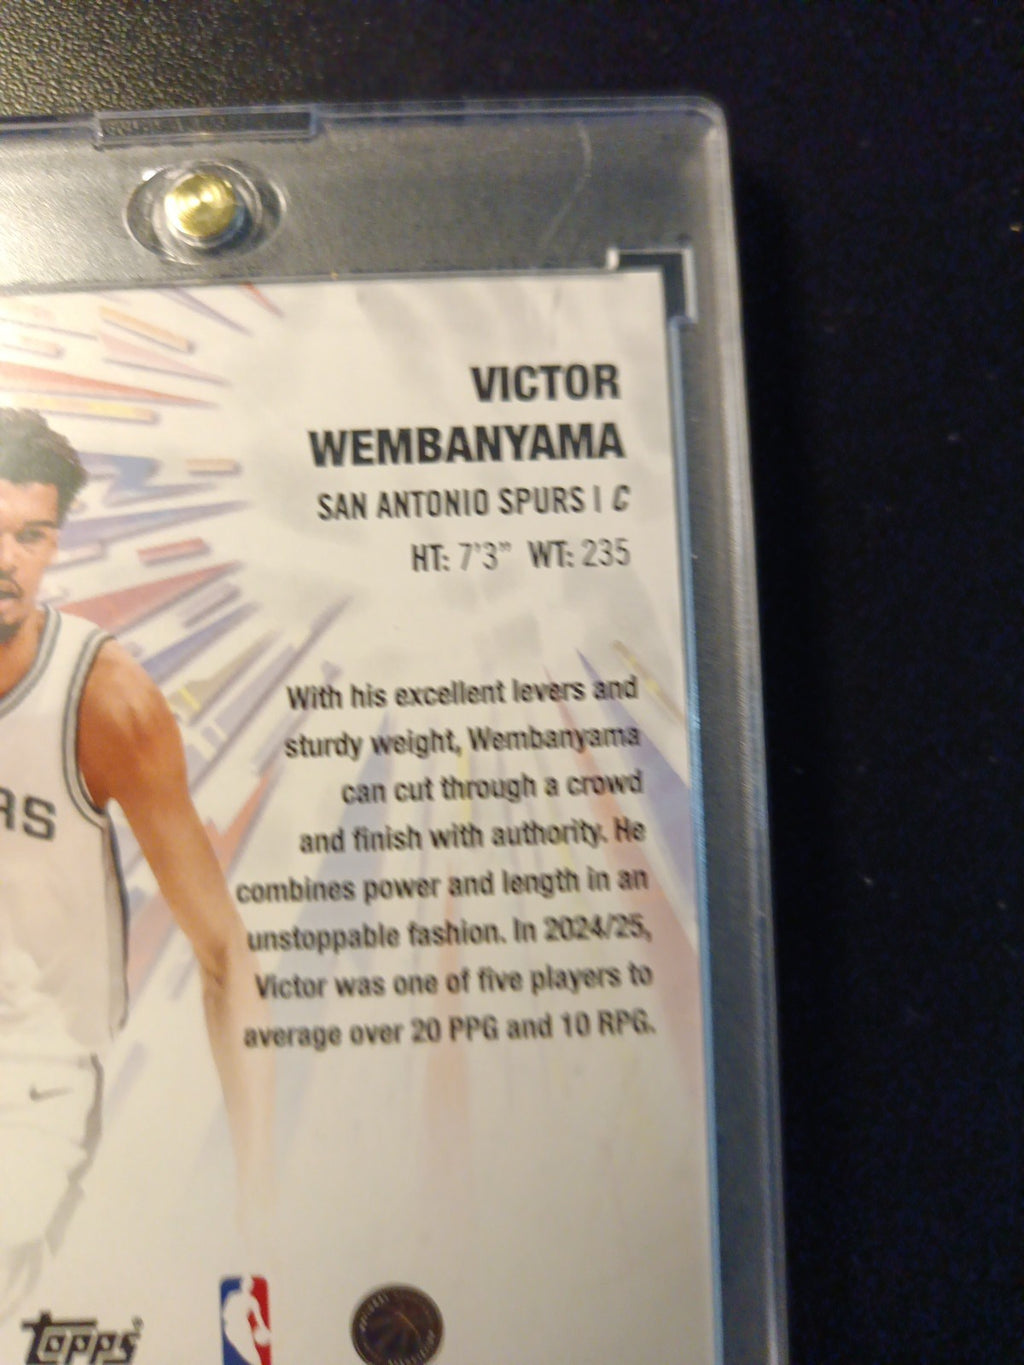 VICTOR
WEMBANYAMA
SAN ANTONIO SPURS | C
HT: 7'3" WT: 235
With his excellent levers and
sturdy weight, Wembanyama
can cut through a crowd
and finish with authority. He
combines power and length in an
unstoppable fashion. In 2024/25,
Victor was one of five players to
average over 20 PPG and 10 RPG.
RS
Topps®